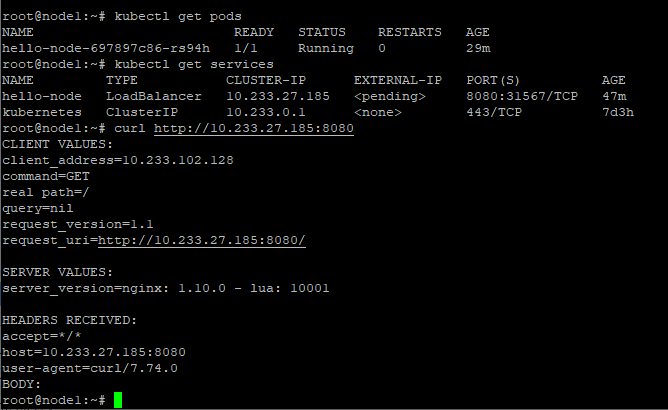 root@node1:~# kubectl get pods
NAME READY STATUS RESTARTS AGE
hello-node-697897c86-rs94h 1/1 Running 0 29m
root@node1:~# kubectl get services
NAME TYPE CLUSTER-IP EXTERNAL-IP PORT(S) AGE
hello-node LoadBalancer 10.233.27.185 <pending> 8080:31567/TCP 47m
kubernetes ClusterIP 10.233.0.1 <none> 443/TCP 7d3h
root@node1:~# curl http://10.233.27.185:8080
CLIENT VALUES:
client_address=10.233.102.128
command=GET
real path=/
query=nil
request_version=1.1
request_uri=http://10.233.27.185:8080/
SERVER VALUES:
server_version=nginx: 1.10.0 - lua: 10001
HEADERS RECEIVED:
accept=*/*
host=10.233.27.185:8080
user-agent=curl/7.74.0
BODY:
root@node1:~#